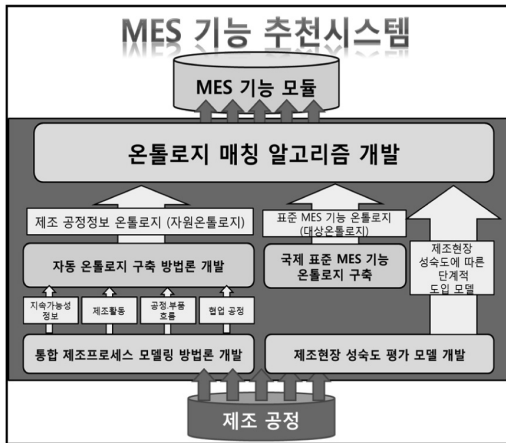 MES 기능 추천시스템
MES 기능 모듈
온톨로지 매칭 알고리즘 개발
제조 공정정보 온톨로지 (자원온톨로지)
표준 MES 기능 온톨로지
(대상온톨로지)
제조현장
성숙도에 따른
단계적
도입 모델
자동 온톨로지 구축 방법론 개발
국제 표준 MES 기능
온톨로지 구축
지속가능성
정보
제조활동
공정.부품
흐름
협업 공정
통합 제조프로세스 모델링 방법론 개발
제조현장 성숙도 평가 모델 개발
제조 공정